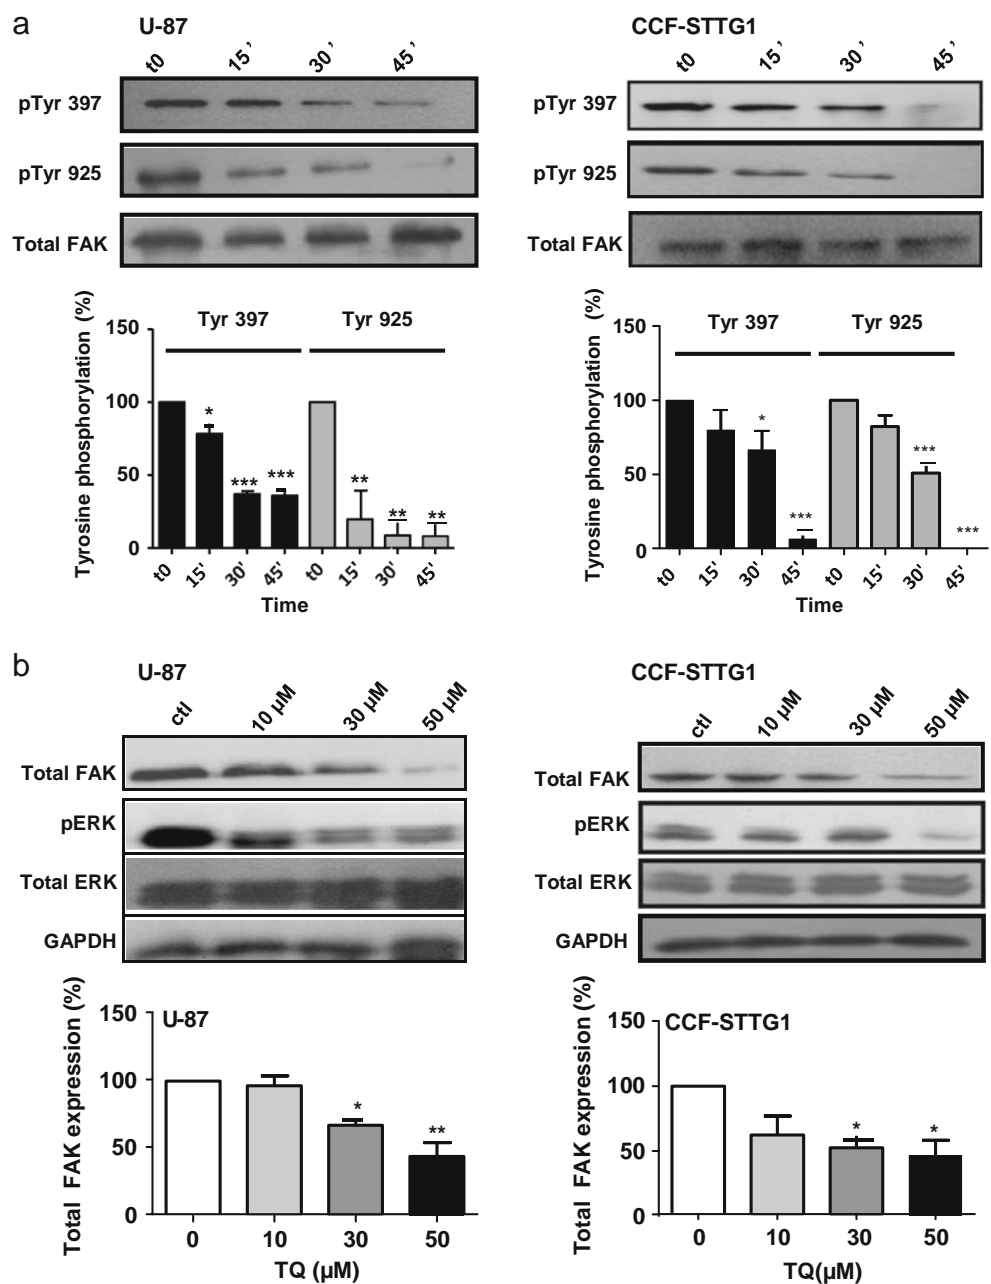 a
U-87
t0 15' 30' 45'
pTyr 397
pTyr 925
Total FAK
CCF-STTG1
t0 15' 30' 45'
pTyr 397
pTyr 925
Total FAK
Tyrosine phosphorylation (%)
150
100
50
0
Tyr 397 Tyr 925
* *** *** ** ** **
t0 15' 30' 45' t0 15' 30' 45'
Time
Tyrosine phosphorylation (%)
150
100
50
0
Tyr 397 Tyr 925
* *** *** ***
t0 15' 30' 45' t0 15' 30' 45'
Time
b
U-87
ctl 10 µM 30 µM 50 µM
Total FAK
pERK
Total ERK
GAPDH
CCF-STTG1
ctl 10 µM 30 µM 50 µM
Total FAK
pERK
Total ERK
GAPDH
Total FAK expression (%)
150
100
50
0
U-87
* **
0 10 30 50
TQ (µM)
Total FAK expression (%)
150
100
50
0
CCF-STTG1
* *
0 10 30 50
TQ(µM)